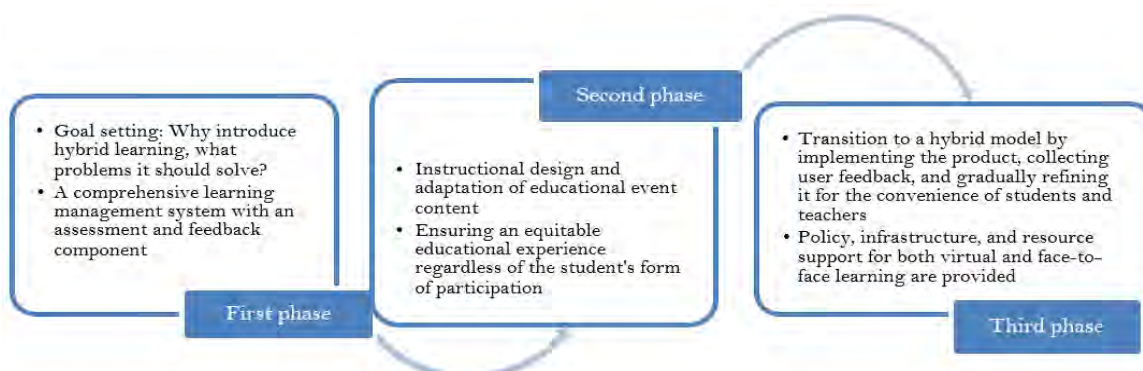 • Goal setting: Why introduce
hybrid learning, what
problems it should solve?
• A comprehensive learning
management system with an
assessment and feedback
component
First phase
Second phase
• Instructional design and
adaptation of educational event
content
• Ensuring an equitable
educational experience
regardless of the student's form
of participation
• Transition to a hybrid model by
implementing the product, collecting
user feedback, and gradually refining
it for the convenience of students and
teachers
• Policy, infrastructure, and resource
support for both virtual and face-to-
face learning are provided
Third phase